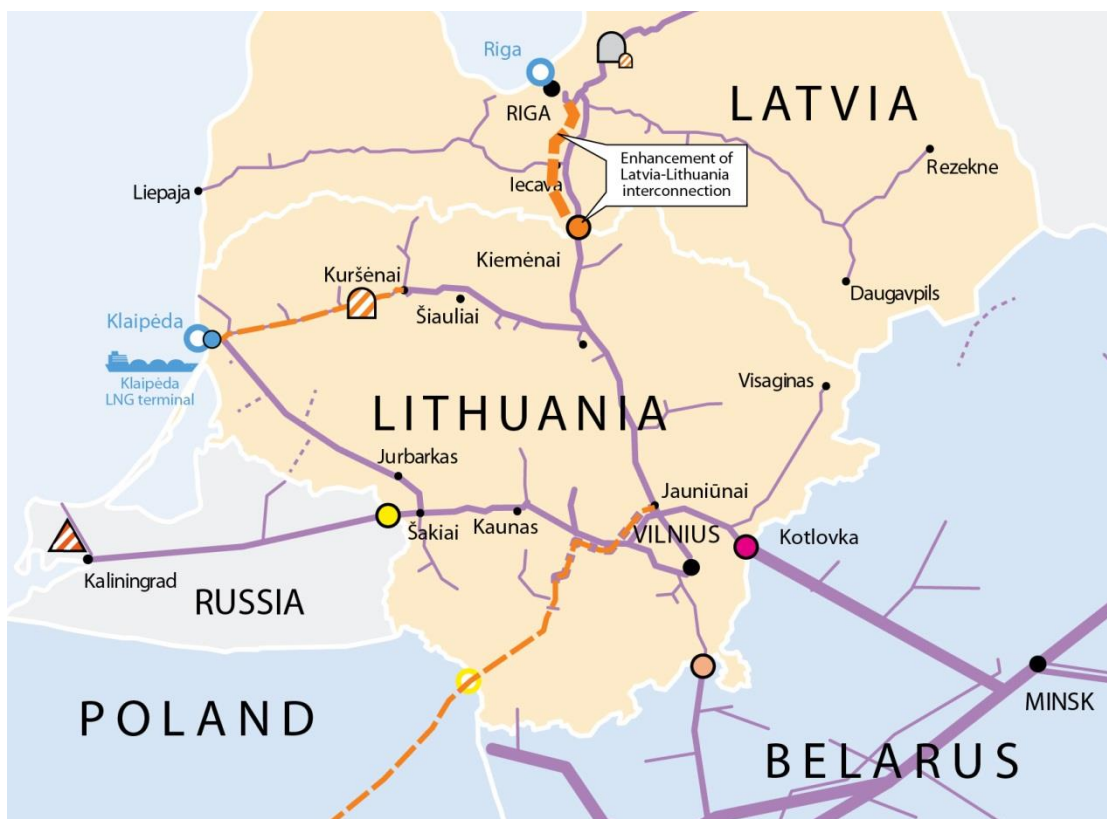 Riga
RIGA
LATVIA
Enhancement of
Latvia-Lithuania
interconnection
Rezekne
Iecava
Liepaja
Kiemėnai
Kuršėnai
Daugavpils
Šiauliai
Klaipėda
Klaipėda
LNG terminal
Visaginas
LITHUANIA
Jurbarkas
Jauniūnai
Šakiai
Kaunas
VILNIUS
Kotlovka
Kaliningrad
RUSSIA
POLAND
MINSK
BELARUS